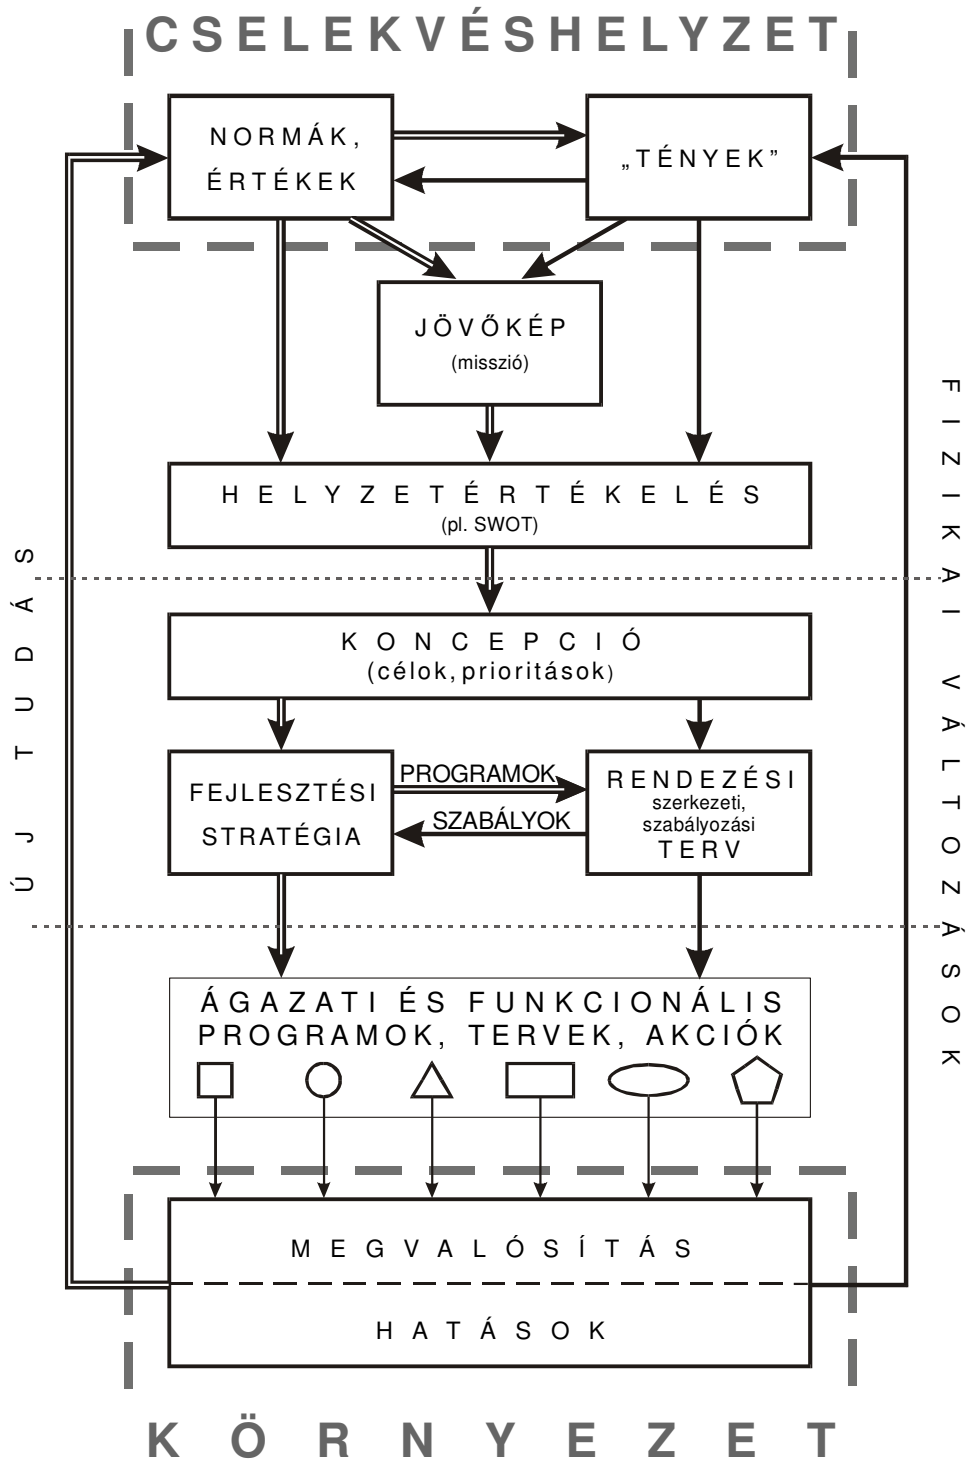 CSELEKVÉSHELYZET
NORMÁK,
ÉRTÉKEK
„TÉNYEK”
JÖVŐKÉP
(misszió)
HELYZETÉRTÉKELÉS
(pl. SWOT)
KONCEPCIÓ
(célok, prioritások)
FEJLESZTÉSI
STRATÉGIA
PROGRAMOK
SZABÁLYOK
RENDEZÉSI
szerkezeti,
szabályozási
TERV
ÁGAZATI ÉS FUNKCIONÁLIS
PROGRAMOK, TERVEK, AKCIÓK
MEGVALÓSÍTÁS
HATÁSOK
KÖRNYEZET
ÚJ TUDÁS
FIZIKAI VÁLTOZÁSOK